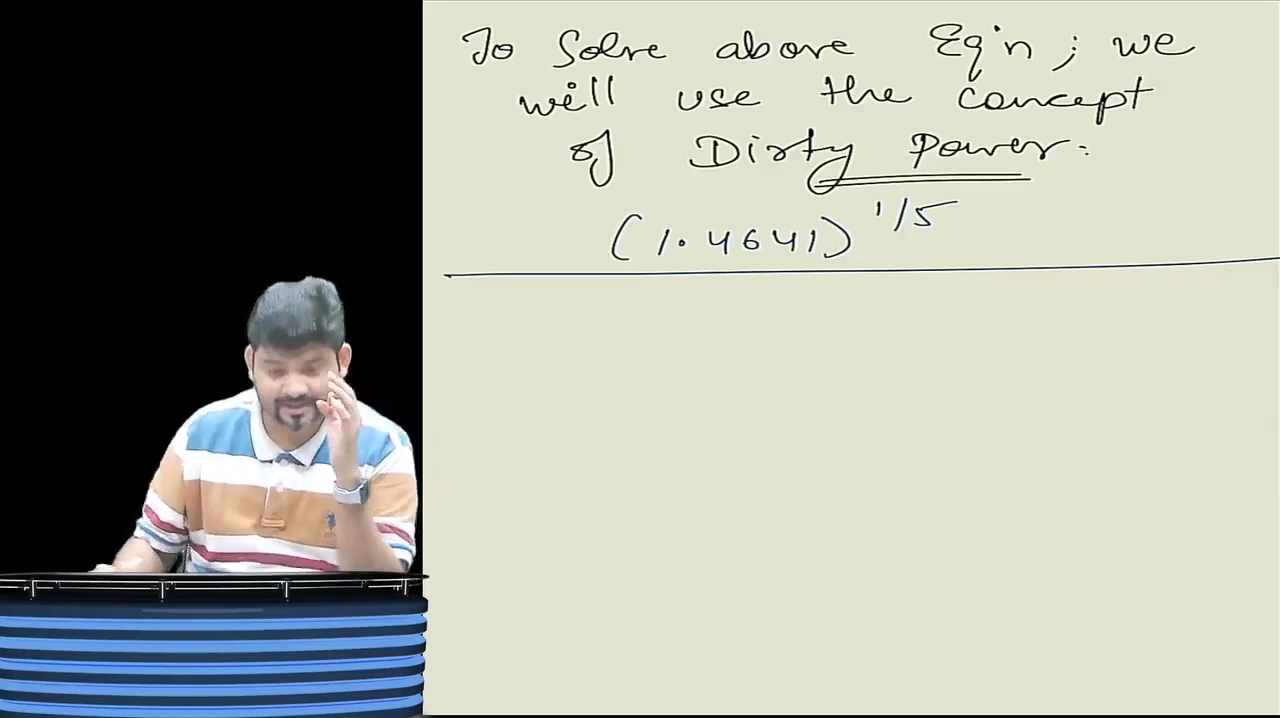 To Solve above Eq'n ; we
will use the concept
of Dirty Power:
(1.4641)^1/5